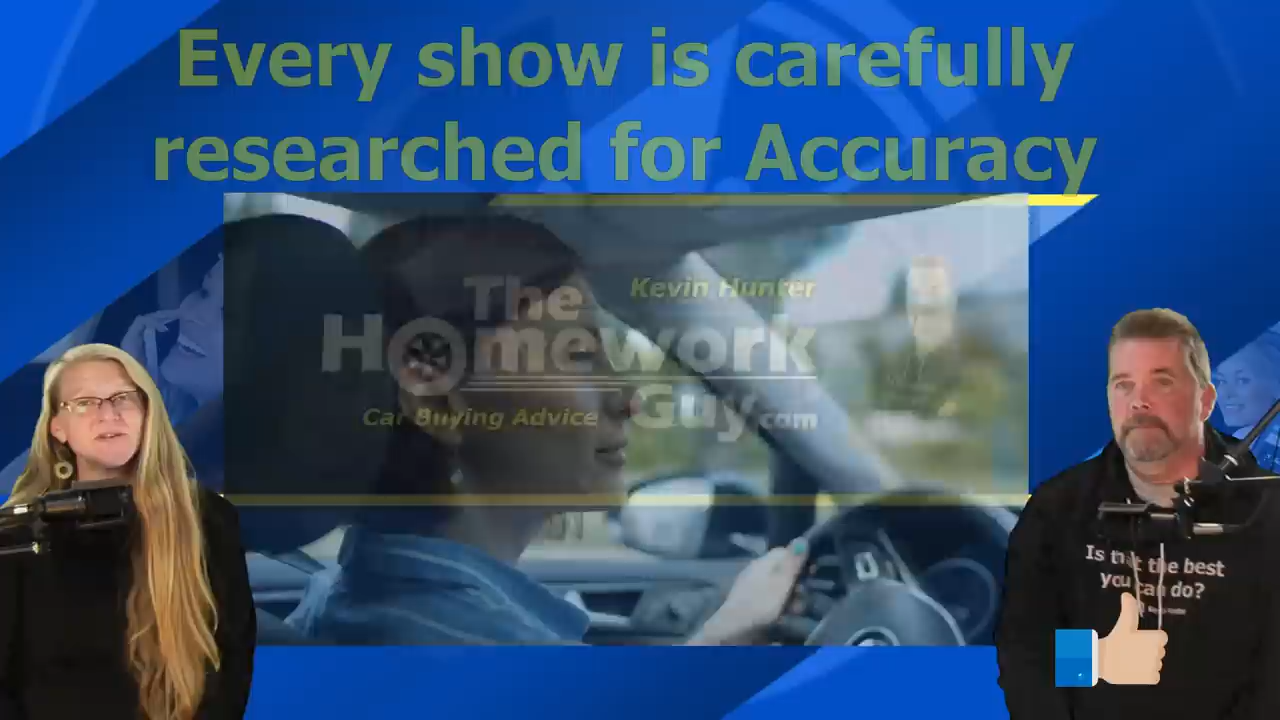 Every show is carefully
researched for Accuracy
The
Kevin Hunter
Homework
Car Buying Advice
Guy.com
Is that the best
you can do?